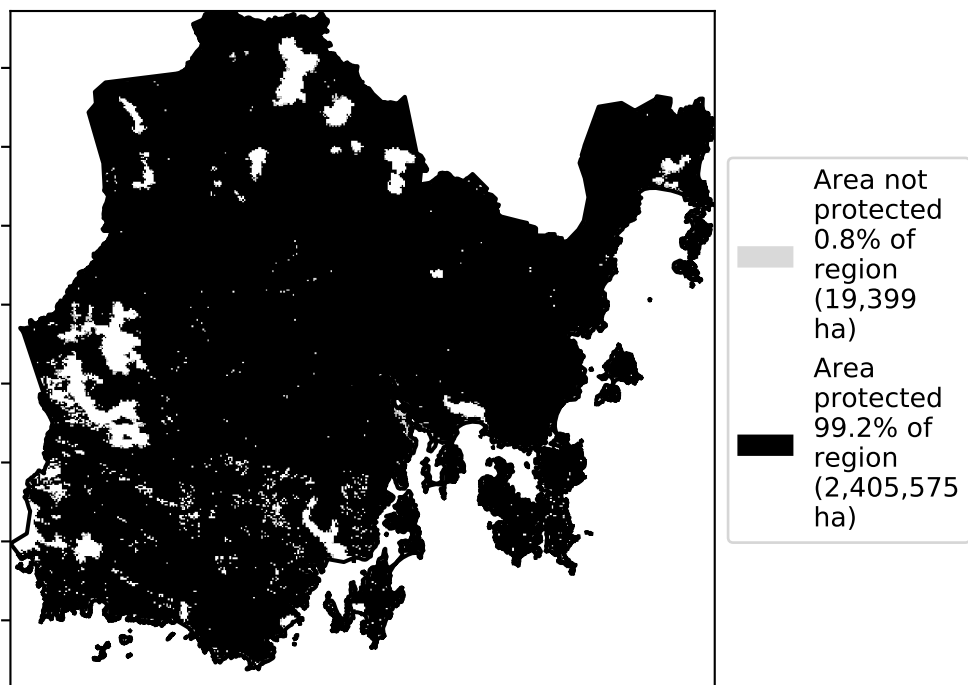 Area not
protected
0.8% of
region
(19,399
ha)
Area
protected
99.2% of
region
(2,405,575
ha)